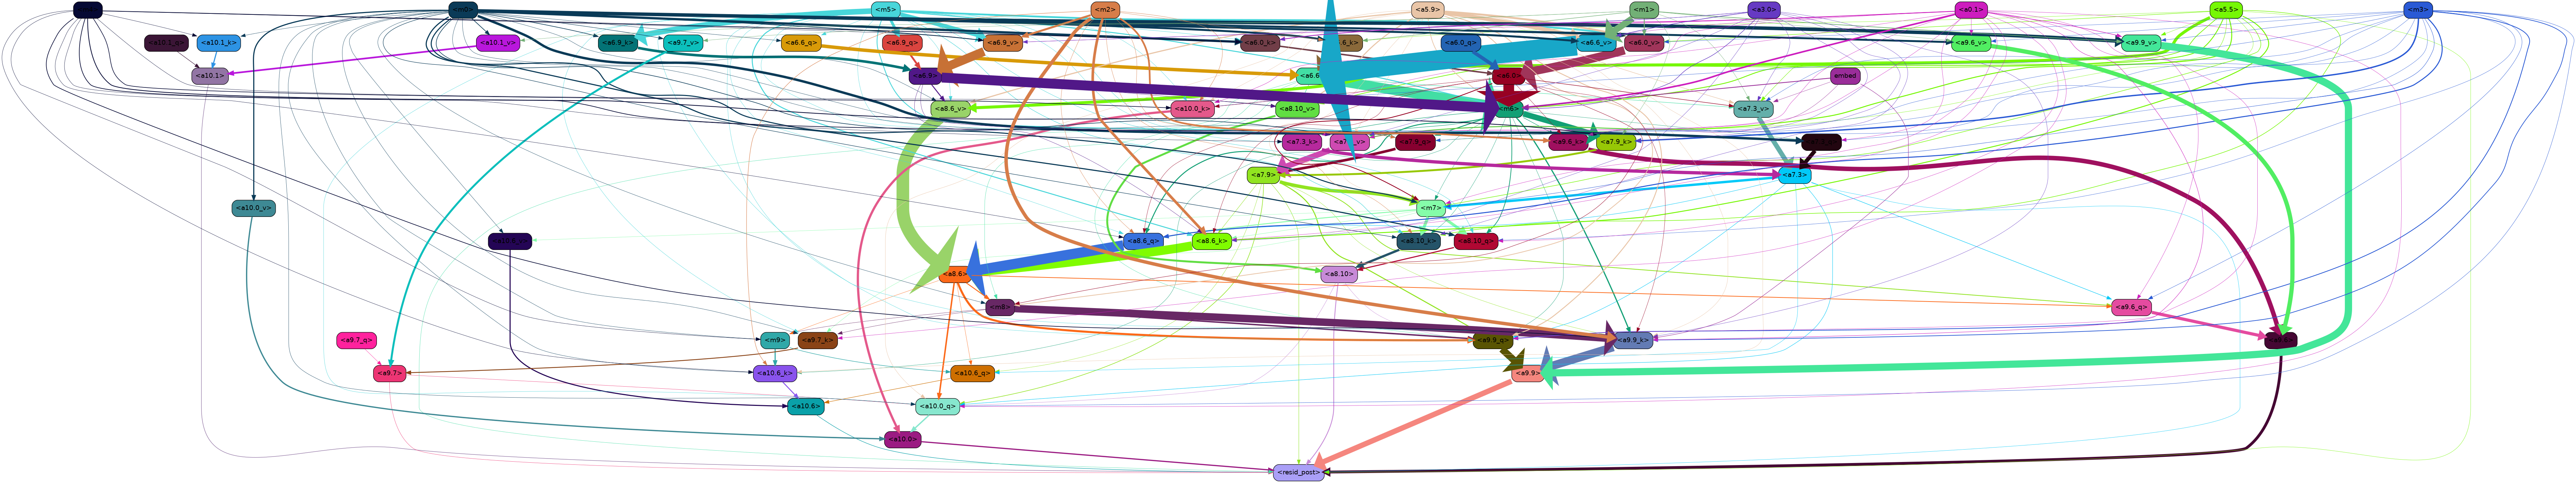 <m0> <m5> <m2> <a5.9> <m1> <a3.0> <a0.1> <a5.5> <m3>
<a10.1_q> <a10.1_k> <a10.1_v> <a6.9_k> <a9.7_v> <a6.6_q> <a6.9_q> <a6.9_v> <a6.0_k> <a6.0_q> <a6.6_v> <a6.0_v> <a9.6_v> <a9.9_v>
<a10.1> <a6.9> <a6.0> embed
<a8.6_v> <a10.0_k> <a8.10_v> <m6> <a7.3_v>
<a7.3_k> <a7.9_q> <a9.6_k> <a7.9_k>
<a7.9> <a7.3>
<a10.0_v> <m7>
<a8.6_q> <a8.6_k> <a8.10_k> <a8.10_q>
<a8.6> <a8.10>
<m8> <a9.6_q>
<a9.7_q> <m9> <a9.7_k> <a9.9_q> <a9.9_k>
<a9.7> <a10.6_k> <a10.6_q> <a9.9>
<a10.6> <a10.0_q>
<a10.0>
<resid_post>